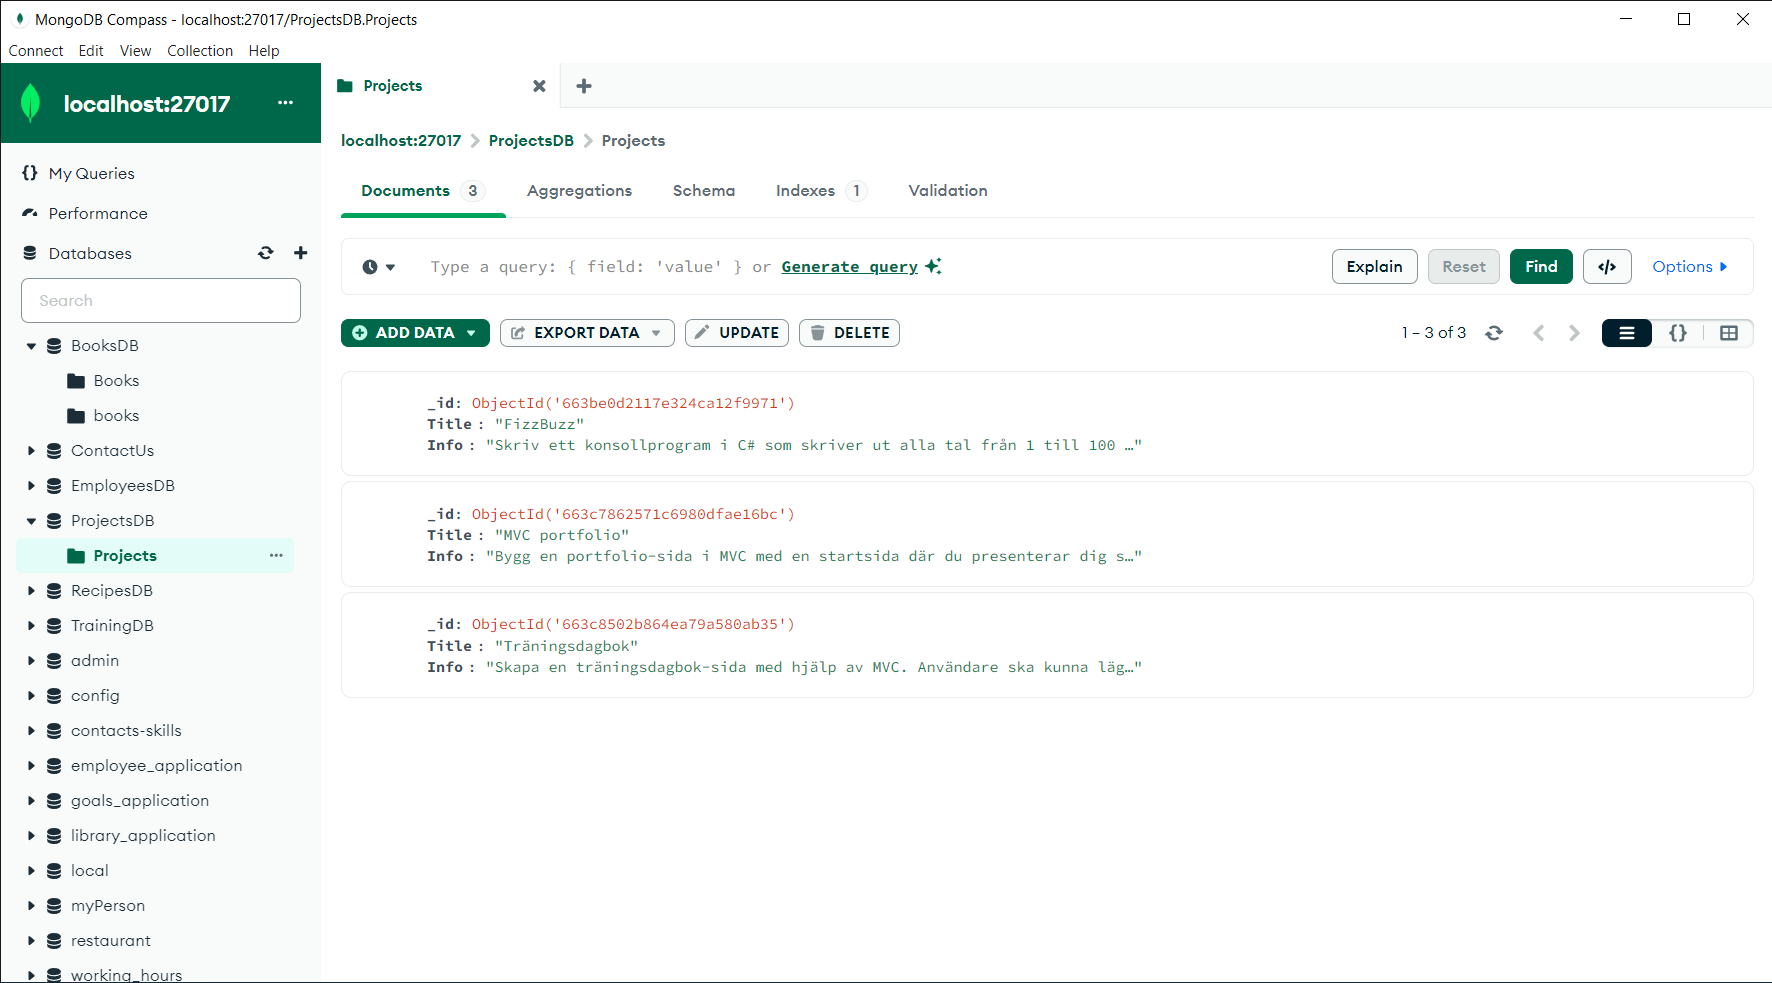 MongoDB Compass - localhost:27017/ProjectsDB.Projects
Connect Edit View Collection Help
localhost:27017
My Queries
Performance
Databases
Search
BooksDB
Books
books
ContactUs
EmployeesDB
ProjectsDB
Projects
RecipesDB
TrainingDB
admin
config
contacts-skills
employee_application
goals_application
library_application
local
myPerson
restaurant
working_hours
Projects
localhost:27017 ProjectsDB Projects
Documents 3 Aggregations Schema Indexes 1 Validation
Type a query: { field: 'value' } or Generate query
Explain Reset Find </> Options
ADD DATA EXPORT DATA UPDATE DELETE 1 – 3 of 3 {}
_id: ObjectId('663be0d2117e324ca12f9971')
Title : "FizzBuzz"
Info : "Skriv ett konsollprogram i C# som skriver ut alla tal från 1 till 100 …"
_id: ObjectId('663c7862571c6980dfae16bc')
Title : "MVC portfolio"
Info : "Bygg en portfolio-sida i MVC med en startsida där du presenterar dig s…"
_id: ObjectId('663c8502b864ea79a580ab35')
Title : "Träningsdagbok"
Info : "Skapa en träningsdagbok-sida med hjälp av MVC. Användare ska kunna läg…"